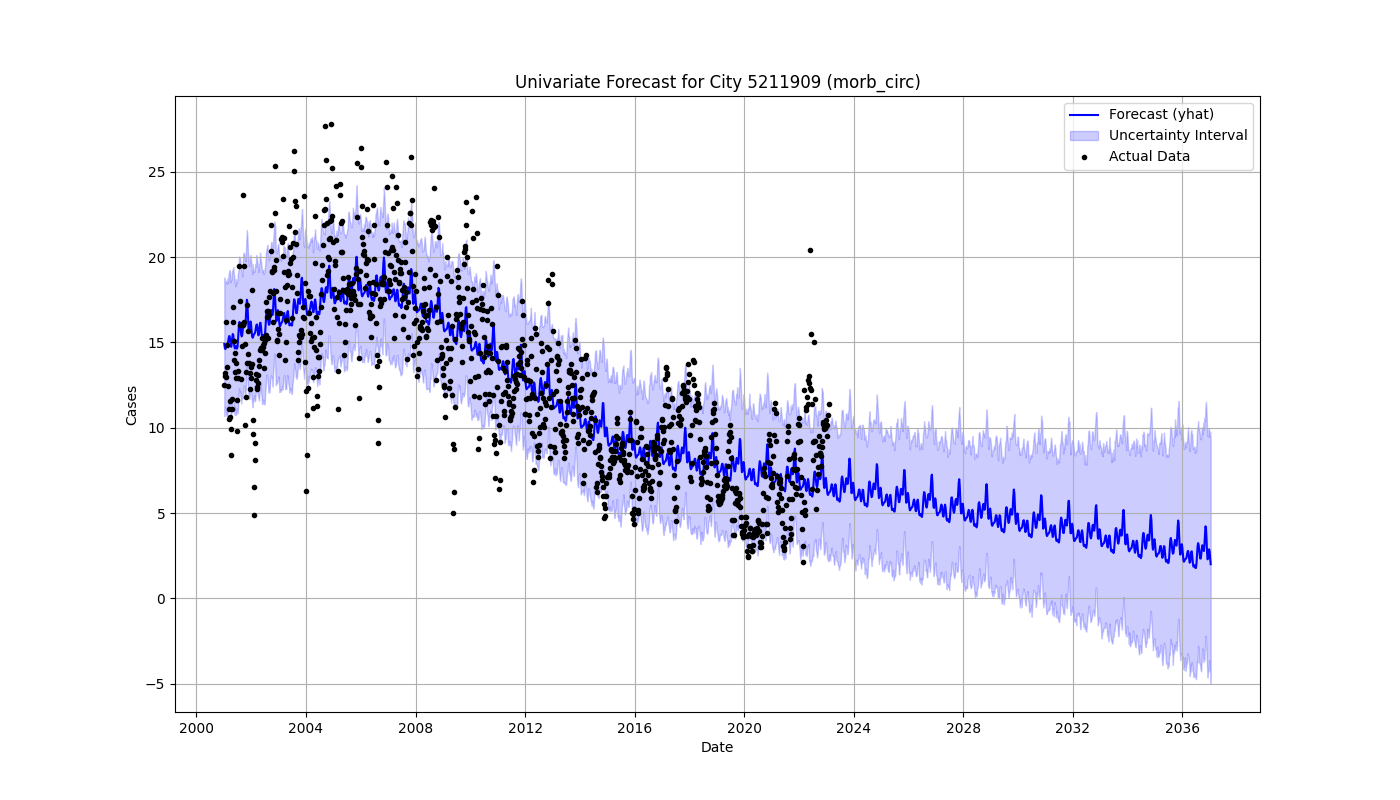 Univariate Forecast for City 5211909 (morb_circ)
Forecast (yhat)
Uncertainty Interval
Actual Data
Cases
25
20
15
10
5
0
−5
2000 2004 2008 2012 2016 2020 2024 2028 2032 2036
Date